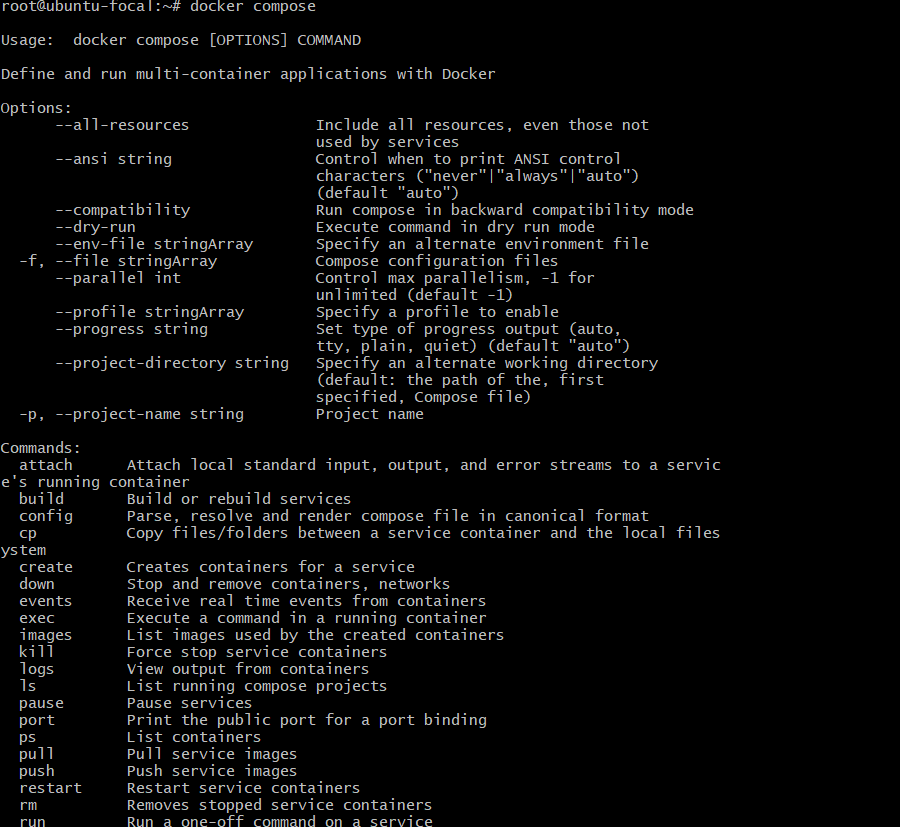 root@ubuntu-focal:~# docker compose
Usage:  docker compose [OPTIONS] COMMAND
Define and run multi-container applications with Docker
Options:
      --all-resources              Include all resources, even those not
                                   used by services
      --ansi string                Control when to print ANSI control
                                   characters ("never"|"always"|"auto")
                                   (default "auto")
      --compatibility              Run compose in backward compatibility mode
      --dry-run                    Execute command in dry run mode
      --env-file stringArray       Specify an alternate environment file
  -f, --file stringArray           Compose configuration files
      --parallel int               Control max parallelism, -1 for
                                   unlimited (default -1)
      --profile stringArray        Specify a profile to enable
      --progress string            Set type of progress output (auto,
                                   tty, plain, quiet) (default "auto")
      --project-directory string   Specify an alternate working directory
                                   (default: the path of the, first
                                   specified, Compose file)
  -p, --project-name string        Project name
Commands:
  attach      Attach local standard input, output, and error streams to a servic
e's running container
  build       Build or rebuild services
  config      Parse, resolve and render compose file in canonical format
  cp          Copy files/folders between a service container and the local files
ystem
  create      Creates containers for a service
  down        Stop and remove containers, networks
  events      Receive real time events from containers
  exec        Execute a command in a running container
  images      List images used by the created containers
  kill        Force stop service containers
  logs        View output from containers
  ls          List running compose projects
  pause       Pause services
  port        Print the public port for a port binding
  ps          List containers
  pull        Pull service images
  push        Push service images
  restart     Restart service containers
  rm          Removes stopped service containers
  run         Run a one-off command on a service